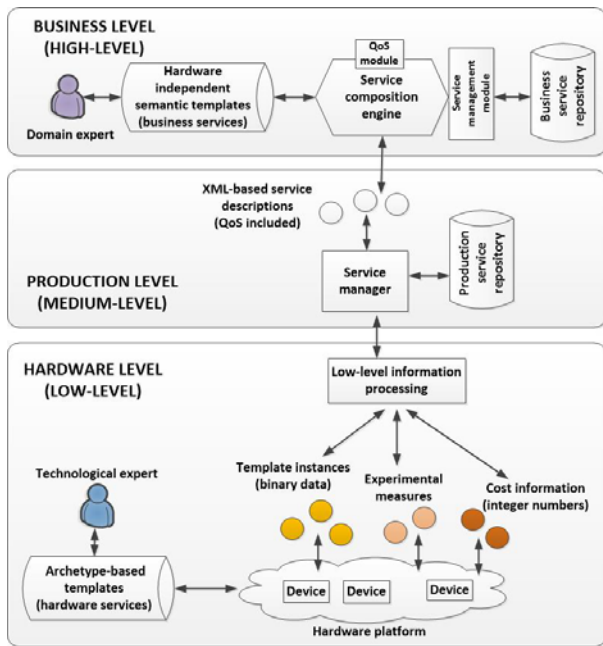 BUSINESS LEVEL
(HIGH-LEVEL)
QoS
module
Hardware
independent
semantic templates
(business services)
Service
composition
engine
Service
management
module
Business
service
repository
Domain expert
XML-based service
descriptions
(QoS included)
PRODUCTION LEVEL
(MEDIUM-LEVEL)
Service
manager
Production
service
repository
HARDWARE LEVEL
(LOW-LEVEL)
Low-level information
processing
Technological expert
Template instances
(binary data)
Experimental
measures
Cost information
(integer numbers)
Archetype-based
templates
(hardware services)
Device
Device
Device
Hardware platform